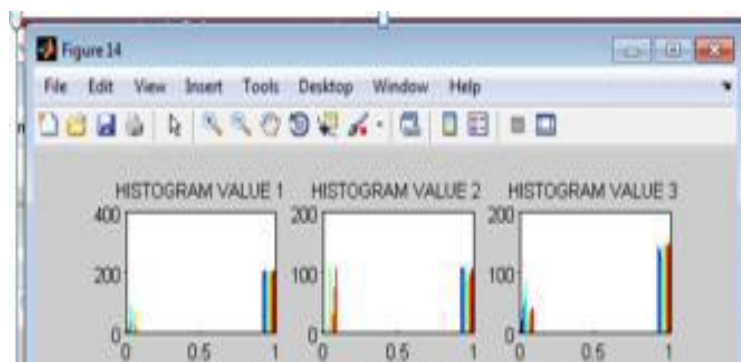 Figure 14
File Edit View Insert Tools Desktop Window Help
HISTOGRAM VALUE 1 HISTOGRAM VALUE 2 HISTOGRAM VALUE 3
400 200 200
200 100 100
0 0 0
0 0.5 1 0 0.5 1 0 0.5 1